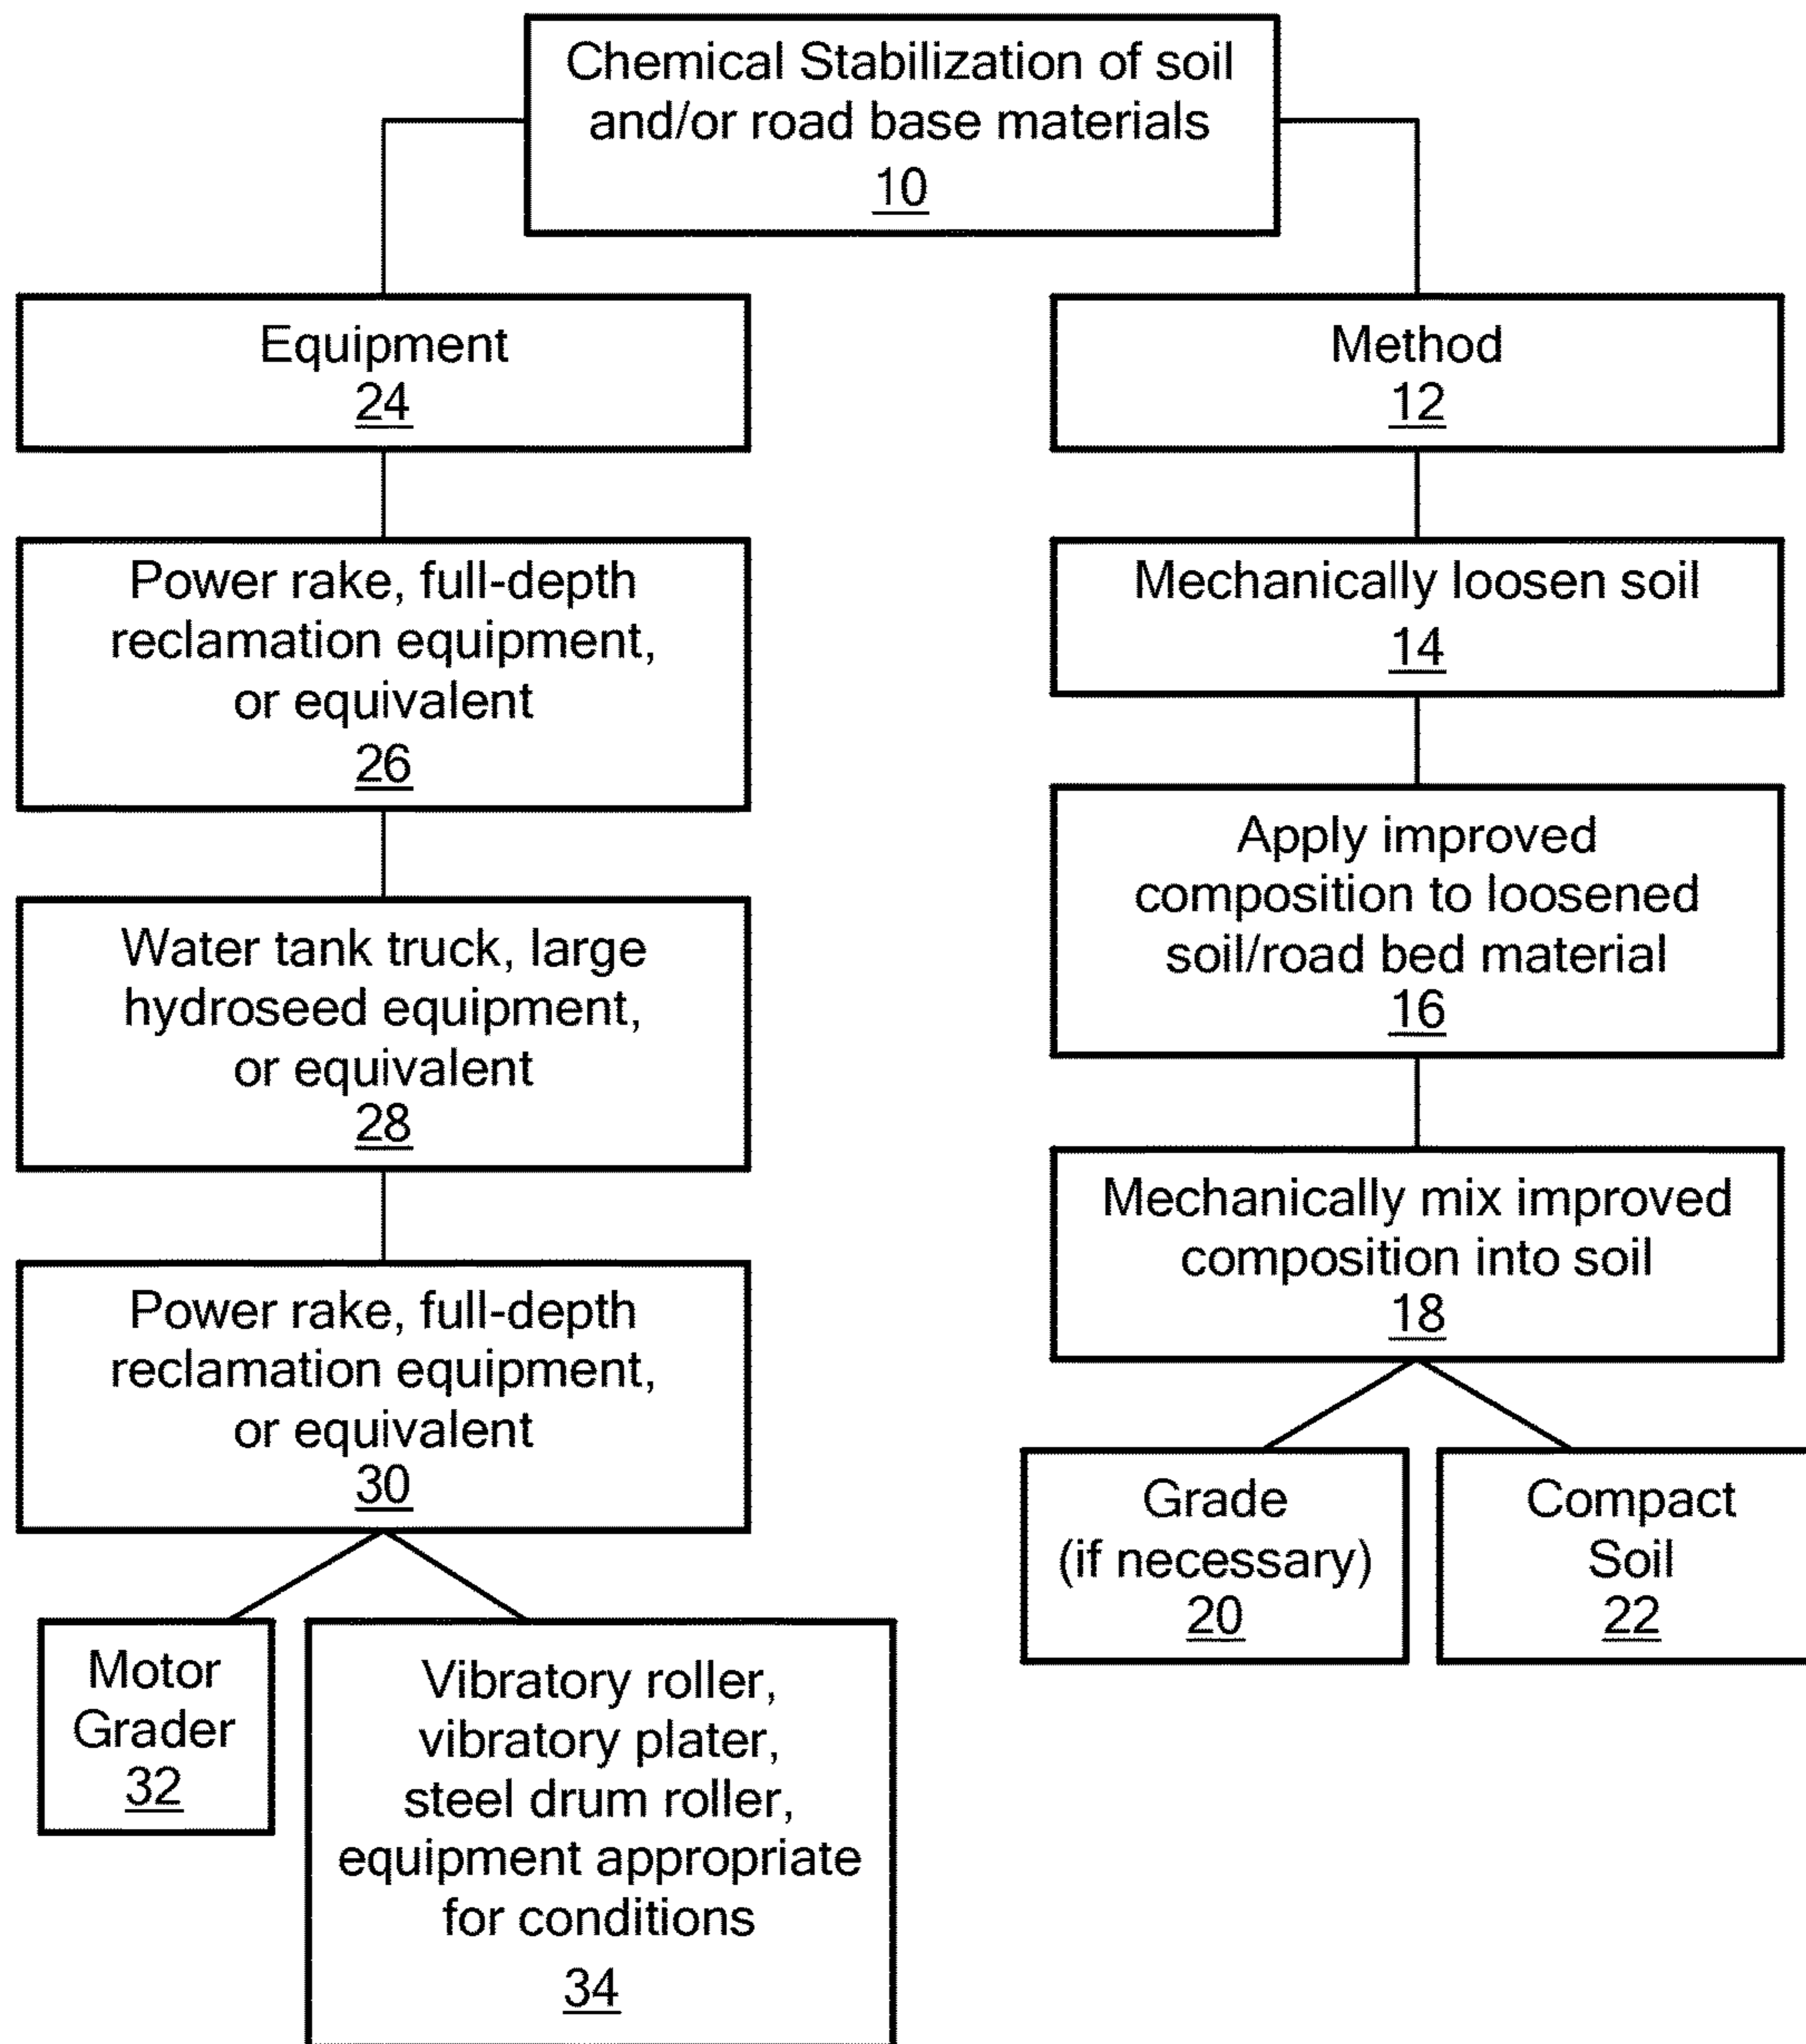 Chemical Stabilization of soil
and/or road base materials
10
Equipment
24
Power rake, full-depth
reclamation equipment,
or equivalent
26
Water tank truck, large
hydroseed equipment,
or equivalent
28
Power rake, full-depth
reclamation equipment,
or equivalent
30
Motor
Grader
32
Vibratory roller,
vibratory plater,
steel drum roller,
equipment appropriate
for conditions
34
Method
12
Mechanically loosen soil
14
Apply improved
composition to loosened
soil/road bed material
16
Mechanically mix improved
composition into soil
18
Grade
(if necessary)
20
Compact
Soil
22